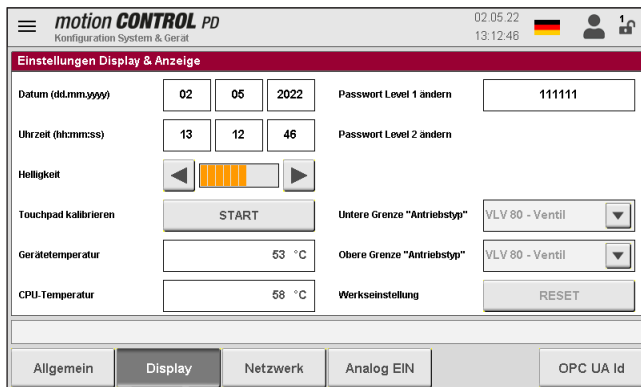 motion CONTROL PD
Konfiguration System & Gerät
02.05.22
13:12:46
1
Einstellungen Display & Anzeige
Datum (dd.mm.yyyy) 02 05 2022 Passwort Level 1 ändern 111111
Uhrzeit (hh:mm:ss) 13 12 46 Passwort Level 2 ändern
Helligkeit
Touchpad kalibrieren START Untere Grenze "Antriebstyp" VLV 80 - Ventil
Gerätetemperatur 53 °C Obere Grenze "Antriebstyp" VLV 80 - Ventil
CPU-Temperatur 58 °C Werkseinstellung RESET
Allgemein Display Netzwerk Analog EIN OPC UA Id